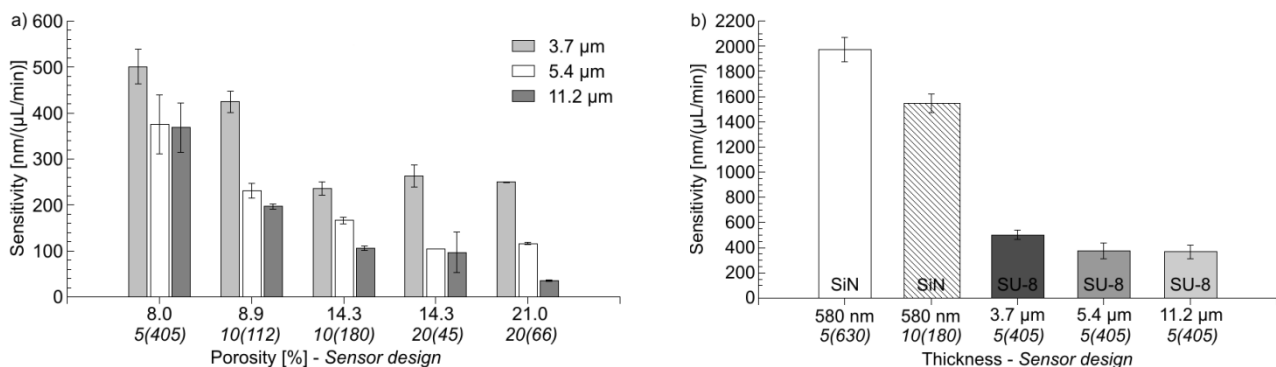 a)
600
500
400
300
200
100
0
Sensitivity [nm/(µL/min)]
3.7 µm
5.4 µm
11.2 µm
8.0 8.9 14.3 14.3 21.0
5(405) 10(112) 10(180) 20(45) 20(66)
Porosity [%] - Sensor design
b)
2200
2000
1800
1600
1400
1200
1000
800
600
400
200
0
Sensitivity [nm/(µL/min)]
SiN SiN SU-8 SU-8 SU-8
580 nm 580 nm 3.7 µm 5.4 µm 11.2 µm
5(630) 10(180) 5(405) 5(405) 5(405)
Thickness - Sensor design